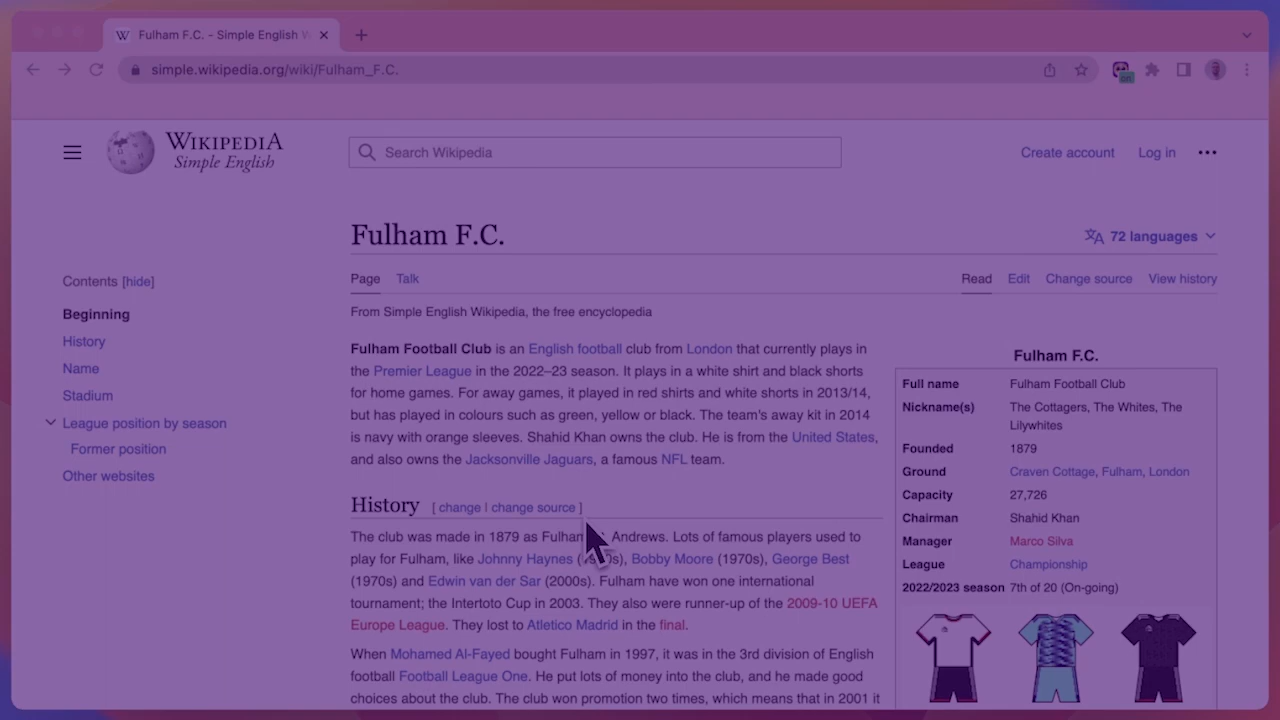 Fulham F.C. - Simple English W
simple.wikipedia.org/wiki/Fulham_F.C.
on
WIKIPEDIA
Simple English
Search Wikipedia
Create account
Log in
Fulham F.C.
72 languages
Page
Talk
Read
Edit
Change source
View history
From Simple English Wikipedia, the free encyclopedia
Contents [hide]
Beginning
History
Name
Stadium
League position by season
Former position
Other websites
Fulham Football Club is an English football club from London that currently plays in
the Premier League in the 2022–23 season. It plays in a white shirt and black shorts
for home games. For away games, it played in red shirts and white shorts in 2013/14,
but has played in colours such as green, yellow or black. The team's away kit in 2014
is navy with orange sleeves. Shahid Khan owns the club. He is from the United States,
and also owns the Jacksonville Jaguars, a famous NFL team.
History [ change | change source ]
The club was made in 1879 as Fulham Andrews. Lots of famous players used to
play for Fulham, like Johnny Haynes Bobby Moore (1970s), George Best
(1970s) and Edwin van der Sar (2000s). Fulham have won one international
tournament; the Intertoto Cup in 2003. They also were runner-up of the 2009-10 UEFA
Europe League. They lost to Atletico Madrid in the final.
When Mohamed Al-Fayed bought Fulham in 1997, it was in the 3rd division of English
football Football League One. He put lots of money into the club, and he made good
choices about the club. The club won promotion two times, which means that in 2001 it
Fulham F.C.
Full name Fulham Football Club
Nickname(s) The Cottagers, The Whites, The
Lilywhites
Founded 1879
Ground Craven Cottage, Fulham, London
Capacity 27,726
Chairman Shahid Khan
Manager Marco Silva
League Championship
2022/2023 season 7th of 20 (On-going)